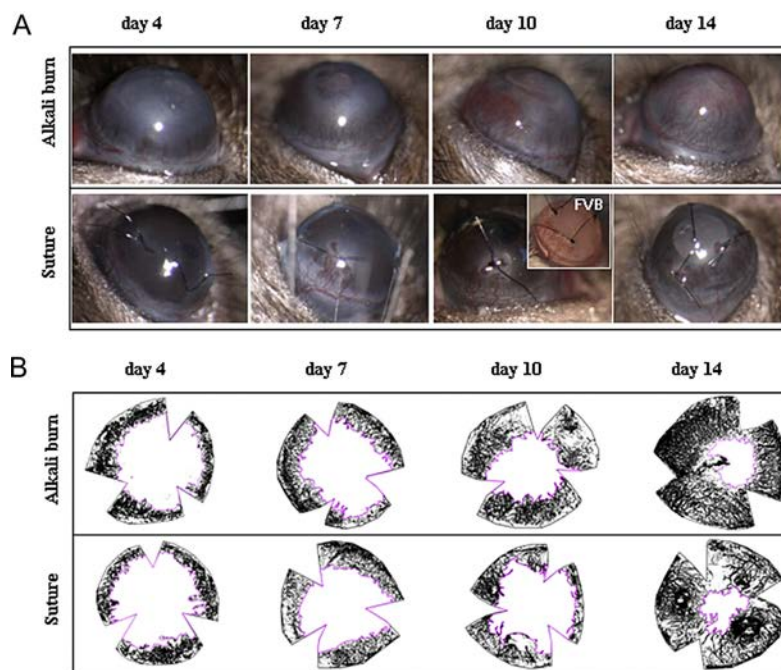 A
day 4 day 7 day 10 day 14
Alkali burn
Suture
FVB
B
day 4 day 7 day 10 day 14
Alkali burn
Suture